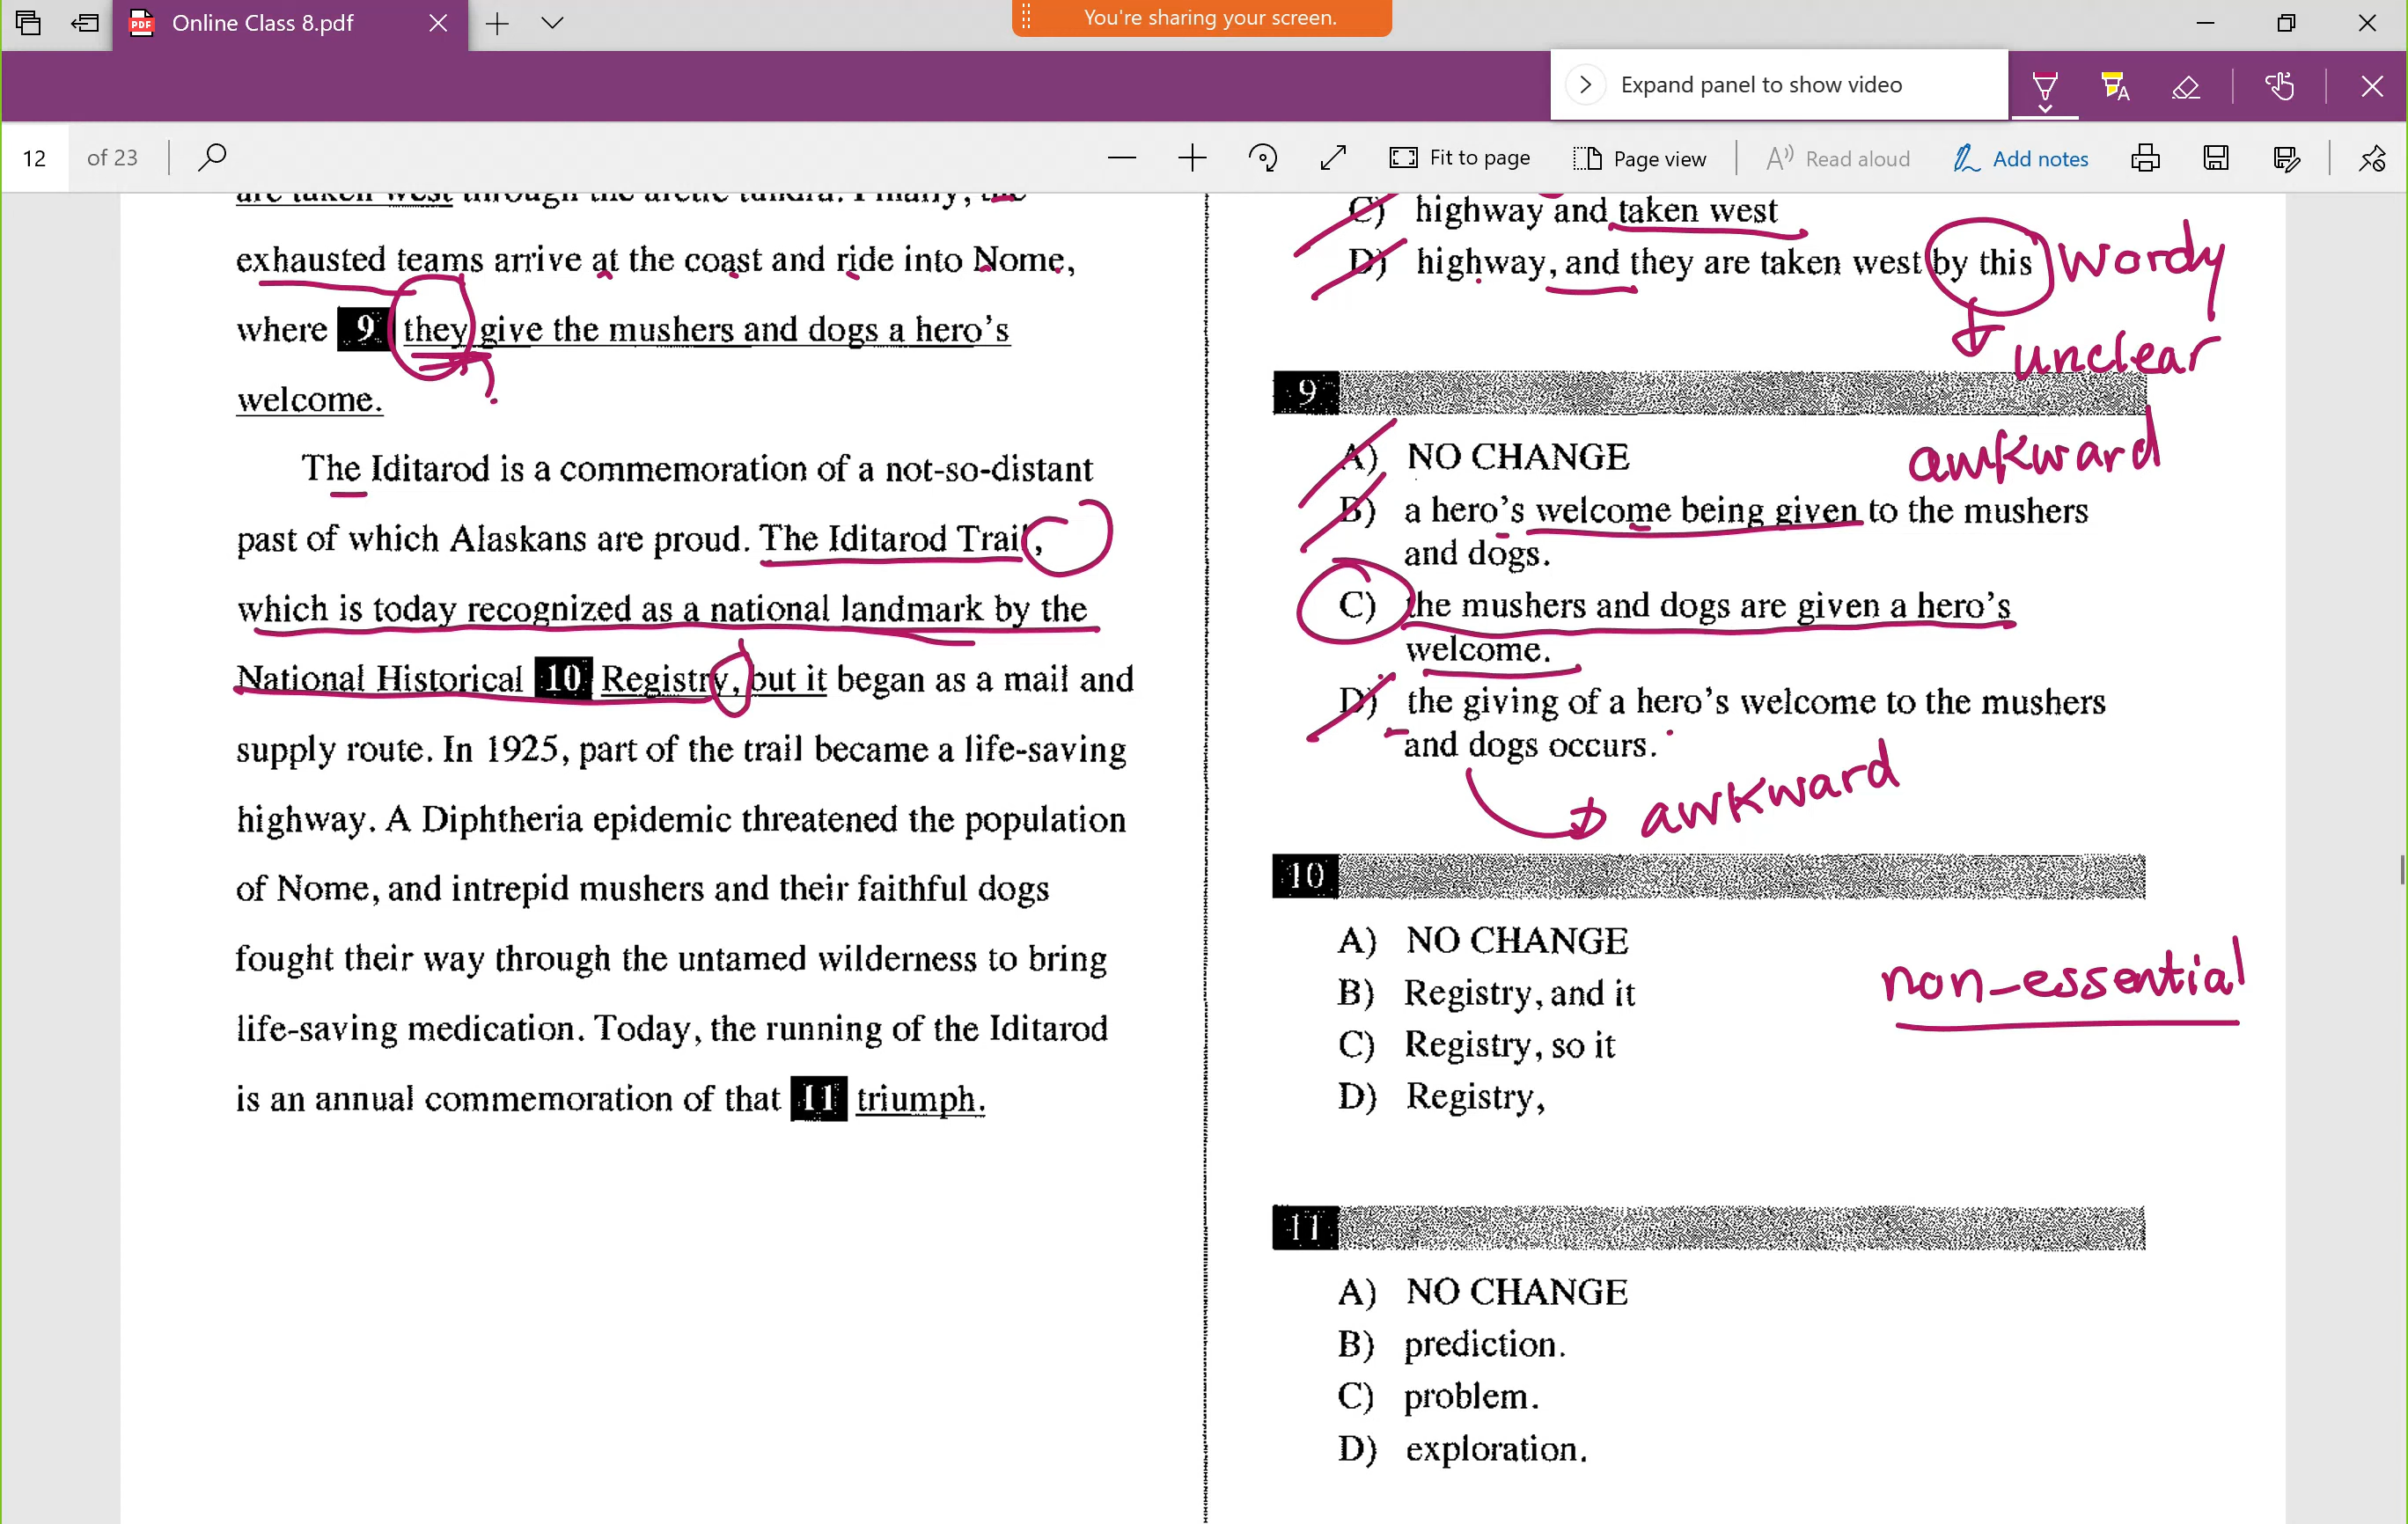 Online Class 8.pdf
You're sharing your screen.
Expand panel to show video
12 of 23
Fit to page
Page view
Read aloud
Add notes
are taken west through the arctic tundra. Finally, the
exhausted teams arrive at the coast and ride into Nome,
where 9 they give the mushers and dogs a hero's
welcome.
The Iditarod is a commemoration of a not-so-distant
past of which Alaskans are proud. The Iditarod Trail,
which is today recognized as a national landmark by the
National Historical 10 Registry, but it began as a mail and
supply route. In 1925, part of the trail became a life-saving
highway. A Diphtheria epidemic threatened the population
of Nome, and intrepid mushers and their faithful dogs
fought their way through the untamed wilderness to bring
life-saving medication. Today, the running of the Iditarod
is an annual commemoration of that 11 triumph.
C) highway and taken west
D) highway, and they are taken west by this
wordy
unclear
9
A) NO CHANGE
awkward
B) a hero's welcome being given to the mushers
and dogs.
C) the mushers and dogs are given a hero's
welcome.
D) the giving of a hero's welcome to the mushers
and dogs occurs.
awkward
10
A) NO CHANGE
B) Registry, and it
C) Registry, so it
D) Registry,
non-essential
11
A) NO CHANGE
B) prediction.
C) problem.
D) exploration.